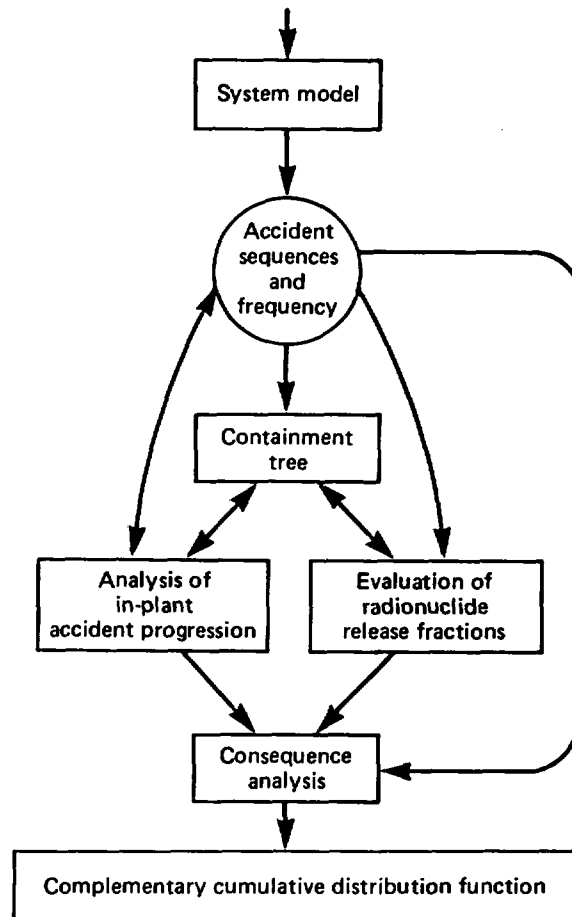 System model
Accident
sequences
and
frequency
Containment
tree
Analysis of
in-plant
accident progression
Evaluation of
radionuclide
release fractions
Consequence
analysis
Complementary cumulative distribution function